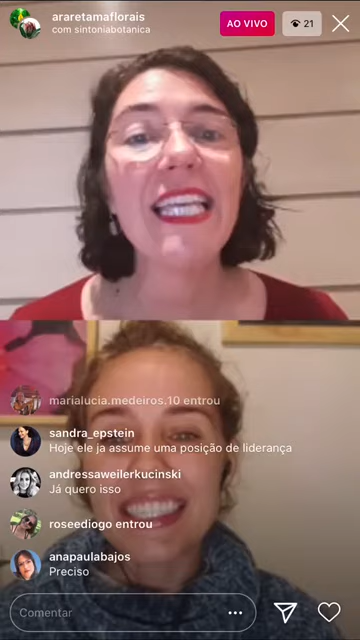 araretamaflorais
com sintoniabotanica
AO VIVO
21
marialucia.medeiros.10 entrou
sandra_epstein
Hoje ele ja assume uma posição de liderança
andressaweilerkucinski
Já quero isso
roseediogo entrou
anapaulabajos
Preciso
Comentar